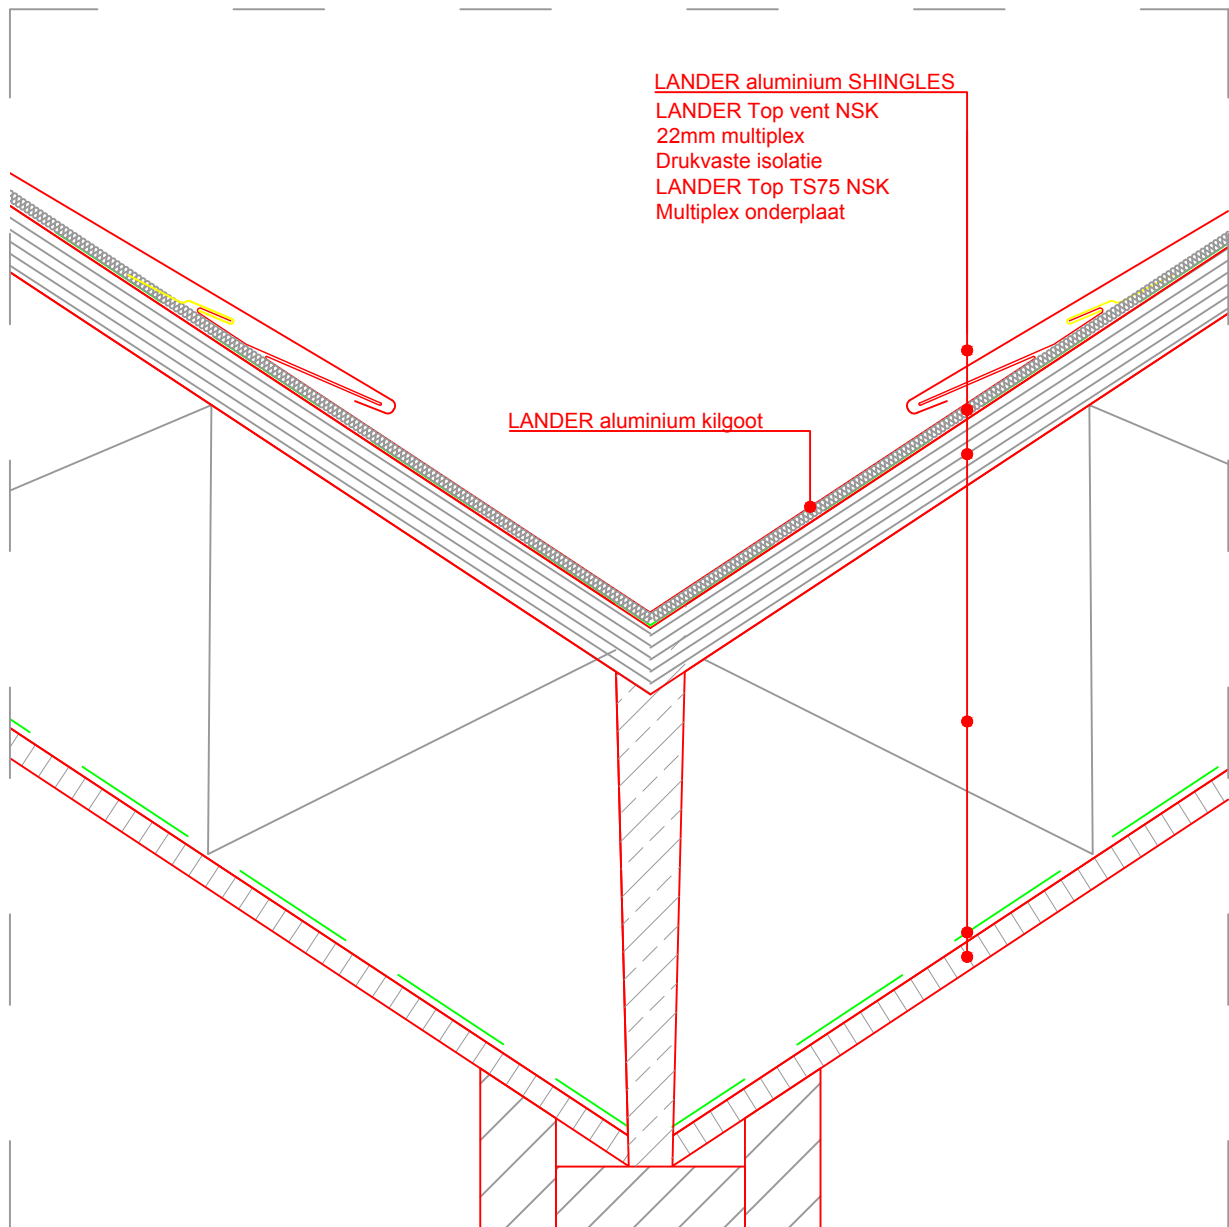 LANDER aluminium SHINGLES
LANDER Top vent NSK
22mm multiplex
Drukvaste isolatie
LANDER Top TS75 NSK
Multiplex onderplaat
LANDER aluminium kilgoot